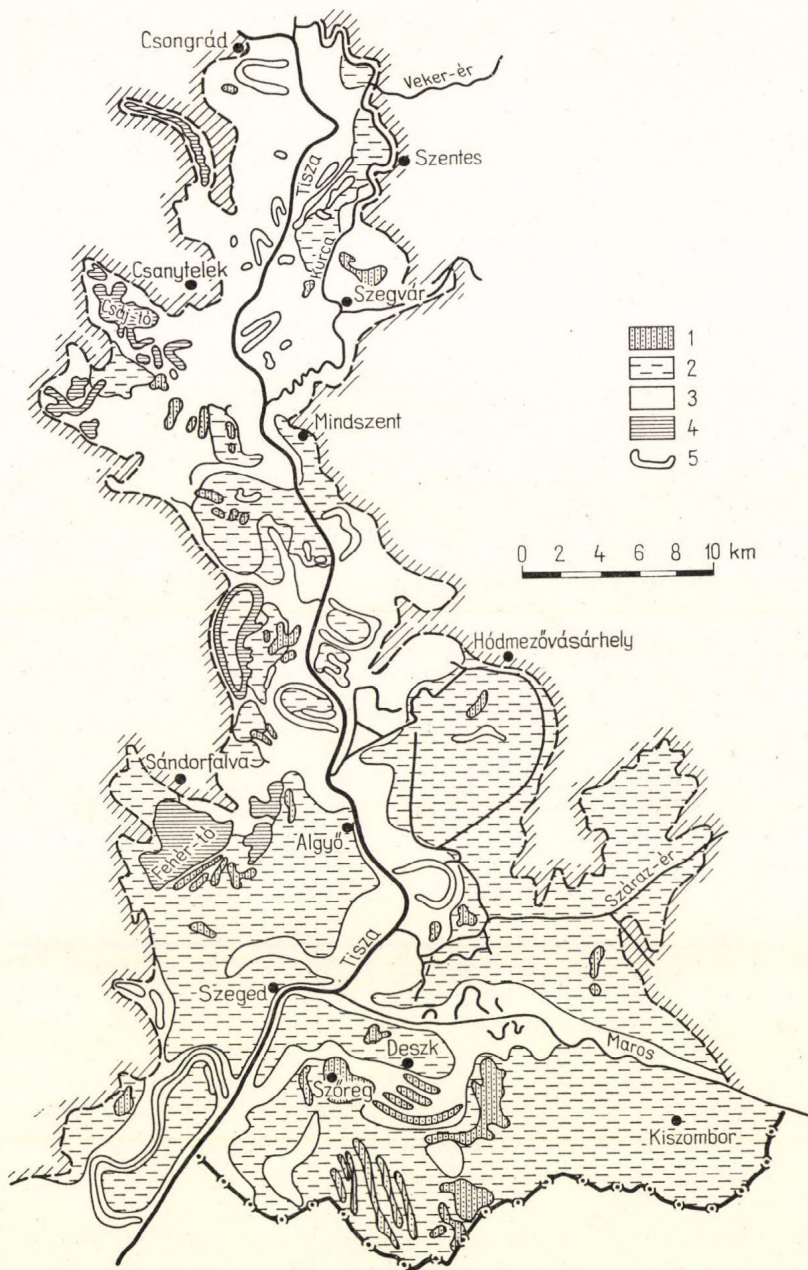 Csongrád
Veker-ér
Szentes
Tisza
Kurca
Csanytelek
Szegvár
Csaj-tó
1
2
3
4
5
Mindszent
0 2 4 6 8 10 km
Hódmezővásárhely
Sándorfalva
Fehér-tó
Algyő
Száraz-ér
Tisza
Szeged
Maros
Deszk
Szőreg
Kiszombor